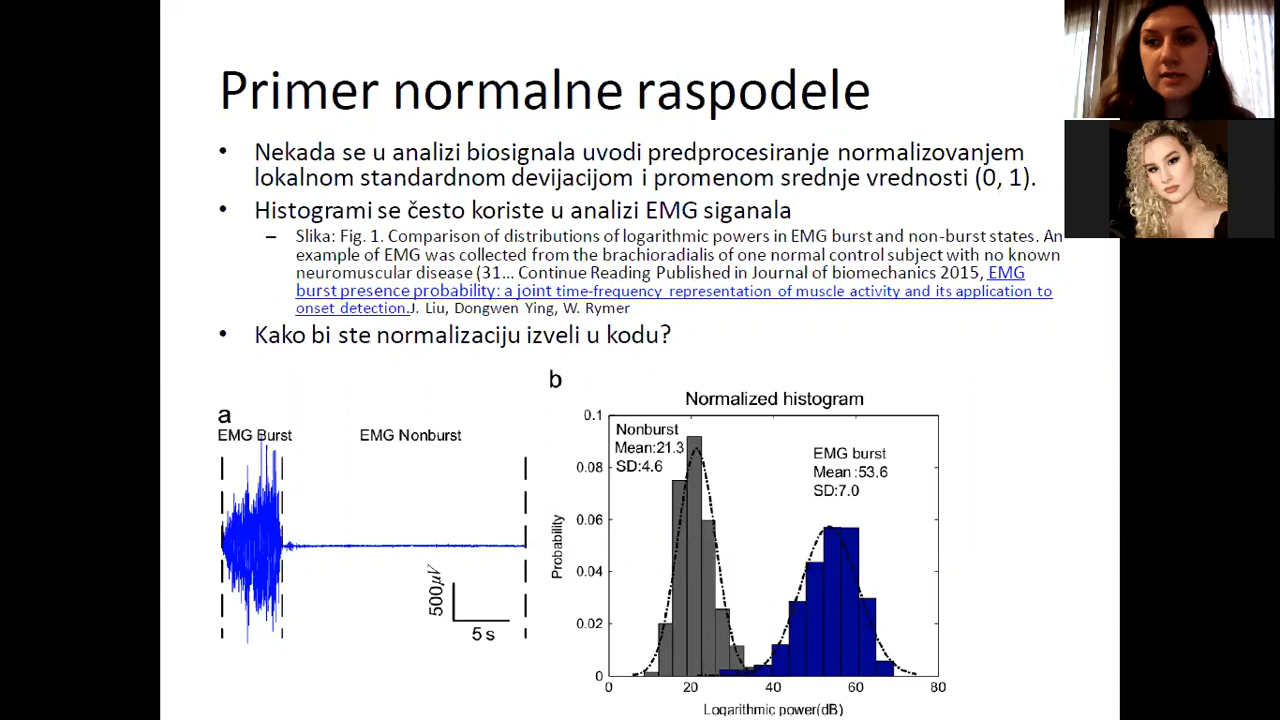 Primer normalne raspodele
• Nekada se u analizi biosignala uvodi predprocesiranje normalizovanjem
lokalnom standardnom devijacijom i promenom srednje vrednosti (0, 1).
• Histogrami se često koriste u analizi EMG siganala
– Slika: Fig. 1. Comparison of distributions of logarithmic powers in EMG burst and non-burst states. An
example of EMG was collected from the brachioradialis of one normal control subject with no known
neuromuscular disease (31... Continue Reading Published in Journal of biomechanics 2015, EMG
burst presence probability: a joint time-frequency representation of muscle activity and its application to
onset detection.J. Liu, Dongwen Ying, W. Rymer
• Kako bi ste normalizaciju izveli u kodu?
a
EMG Burst
EMG Nonburst
500μV
5 s
b
Normalized histogram
Nonburst
Mean:21.3
SD:4.6
EMG burst
Mean :53.6
SD:7.0
Probability
0.1
0.08
0.06
0.04
0.02
0
0 20 40 60 80
Logarithmic power(dB)